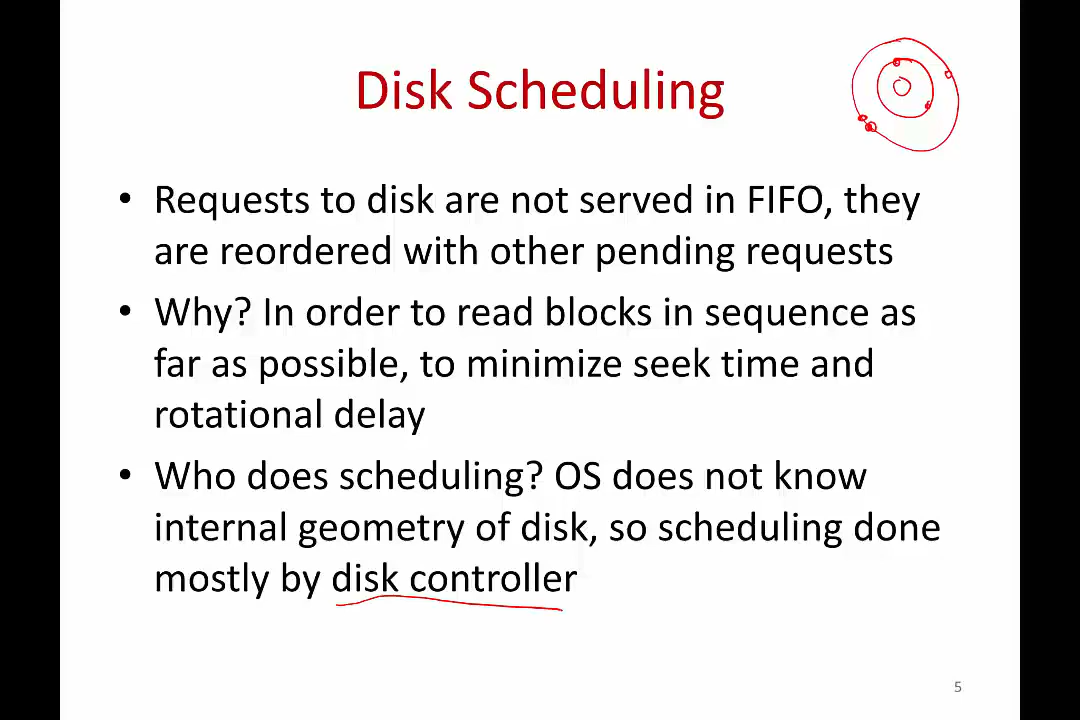 Disk Scheduling
• Requests to disk are not served in FIFO, they
are reordered with other pending requests
• Why? In order to read blocks in sequence as
far as possible, to minimize seek time and
rotational delay
• Who does scheduling? OS does not know
internal geometry of disk, so scheduling done
mostly by disk controller
5